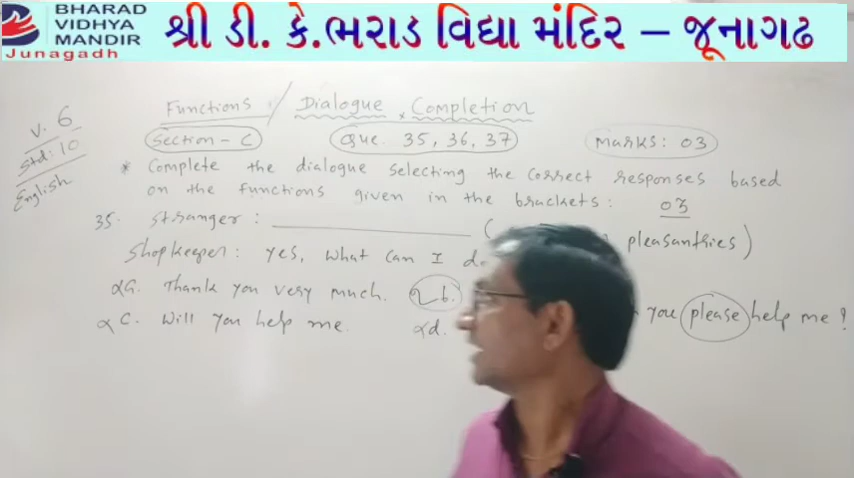 BHARAD
VIDHYA
MANDIR
Junagadh
શ્રી ડી. કે.ભરાડ વિદ્યા મંદિર – જૂનાગઢ
V. 6
Std: 10
English
Functions / Dialogue Completion
Section - C
Que. 35, 36, 37
Marks: 03
* Complete the dialogue selecting the correct responses based
on the functions given in the brackets: 03
35. Stranger : ____________ ( pleasantries)
Shopkeeper: Yes, What can I do
a. Thank you very much. b. you please help me?
c. Will you help me. d.